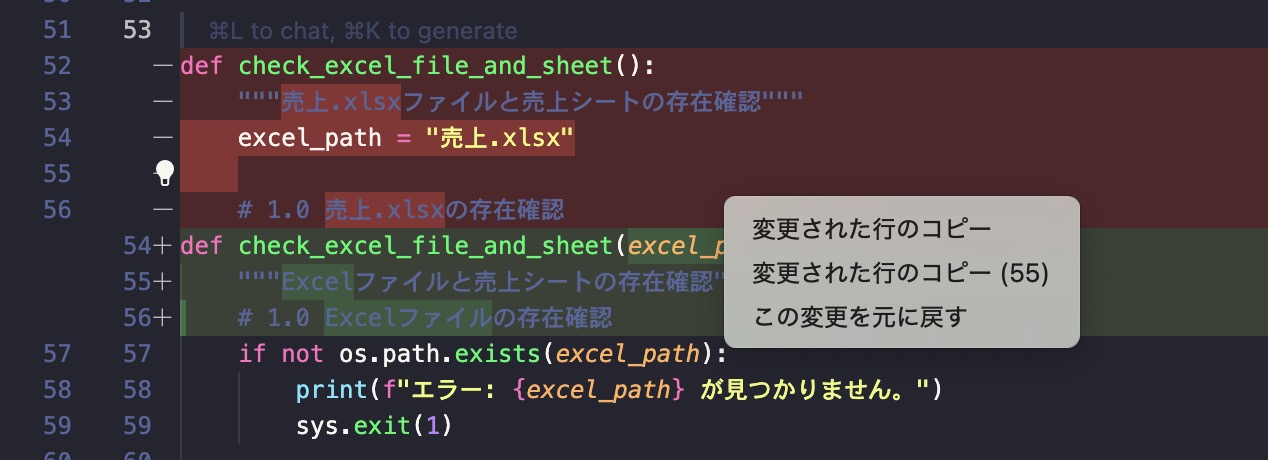 51 53 ⌘L to chat, ⌘K to generate
52 — def check_excel_file_and_sheet():
53 — """売上.xlsxファイルと売上シートの存在確認"""
54 — excel_path = "売上.xlsx"
55
56 — # 1.0 売上.xlsxの存在確認
54+ def check_excel_file_and_sheet(excel_p
55+ """Excelファイルと売上シートの存在確認"
56+ # 1.0 Excelファイルの存在確認
変更された行のコピー
変更された行のコピー (55)
この変更を元に戻す
57 57 if not os.path.exists(excel_path):
58 58 print(f"エラー: {excel_path} が見つかりません。")
59 59 sys.exit(1)